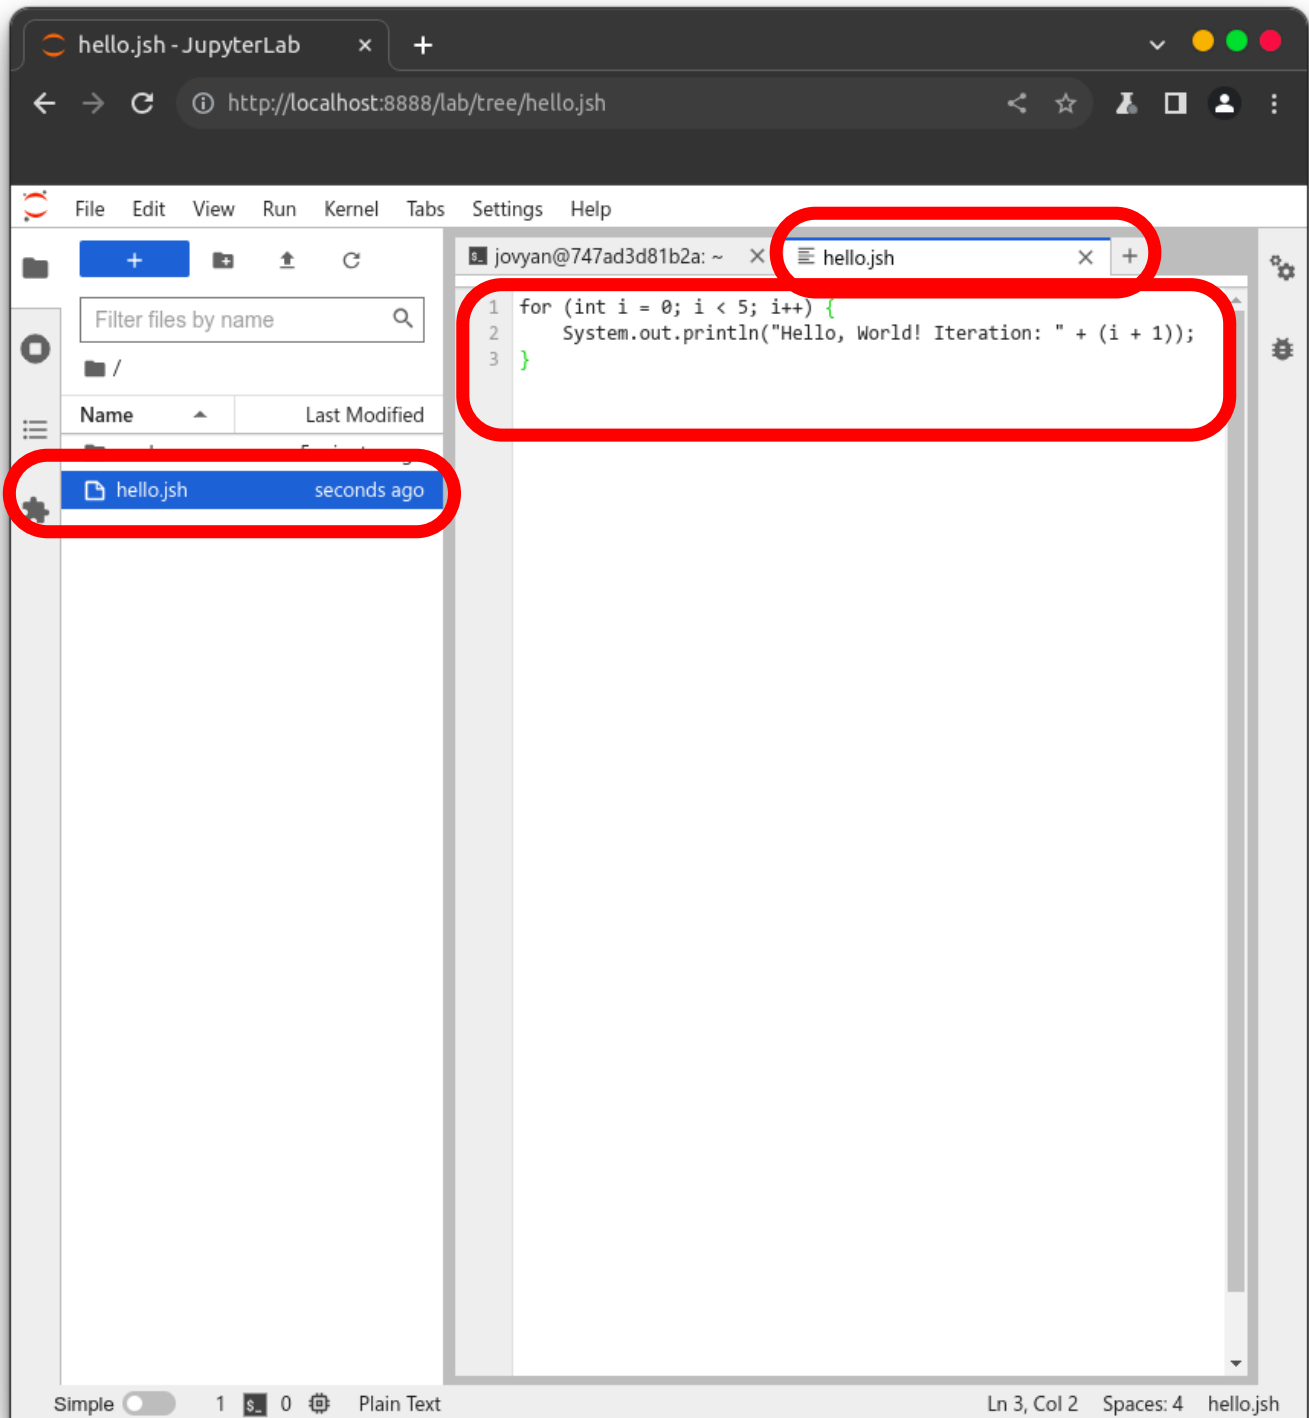 hello.jsh - JupyterLab
http://localhost:8888/lab/tree/hello.jsh
File Edit View Run Kernel Tabs Settings Help
jovyan@747ad3d81b2a: ~
hello.jsh
Filter files by name
/
Name Last Modified
hello.jsh seconds ago
1 for (int i = 0; i < 5; i++) {
2 System.out.println("Hello, World! Iteration: " + (i + 1));
3 }
Simple 1 0 Plain Text Ln 3, Col 2 Spaces: 4 hello.jsh